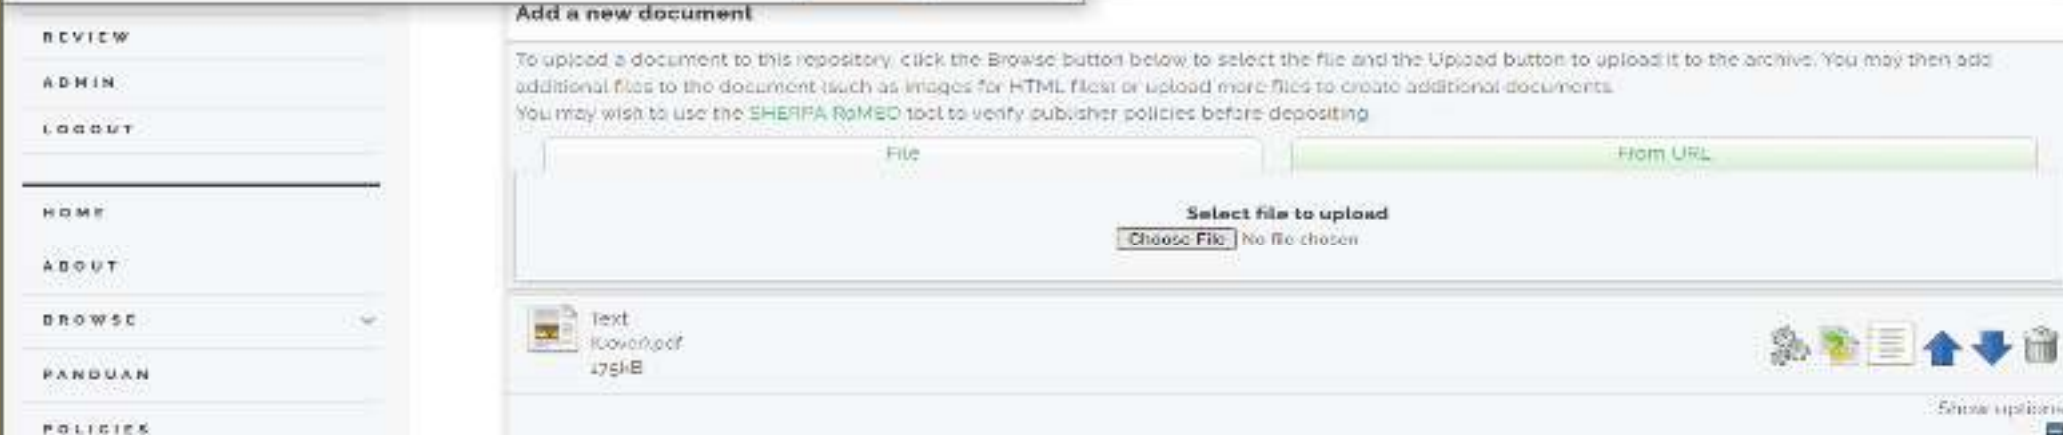 REVIEW
ADMIN
LOGOUT
HOME
ABOUT
BROWSE
PANDUAN
POLICIES
Add a new document
To upload a document to this repository, click the Browse button below to select the file and the Upload button to upload it to the archive. You may then add
additional files to the document (such as images for HTML files) or upload more files to create additional documents.
You may wish to use the SHERPA RoMEO tool to verify publisher policies before depositing.
File
From URL
Select file to upload
Choose File No file chosen
Text
(Cover).pdf
175kB
Show options